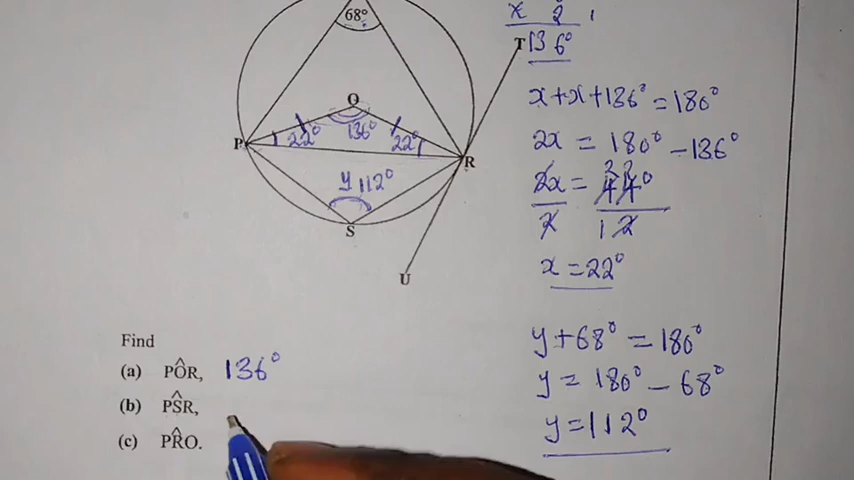 68°
x 2
T 136°
x+x+136° = 180°
O
2x = 180° - 136°
P 22° 136° 22° R
y 112°
2x = 44°
2 1 2
S
x = 22°
U
y + 68° = 180°
Find
(a) PÔR, 136°
y = 180° - 68°
(b) PŜR,
y = 112°
(c) PR̂O.